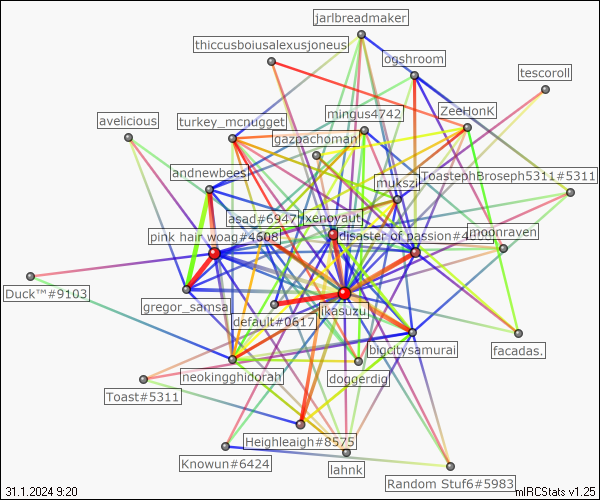 jarlbreadmaker
thiccusboiusalexusjoneus
ogshroom
tescoroll
mingus4742
ZeeHonK
avelicious
turkey_mcnugget
gazpachoman
andnewbees
mukszi
ToastephBroseph5311#5311
asad#6947
xenoyaut
pink hair woag#4608
disaster of passion#4
moonraven
Duck™#9103
gregor_samsa
default#0617
ikasuzu
bigcitysamurai
facadas.
neokingghidorah
doggerdig
Toast#5311
Heighleaigh#8575
Knowun#6424
lahnk
Random Stuf6#5983
31.1.2024 9:20
mIRCStats v1.25